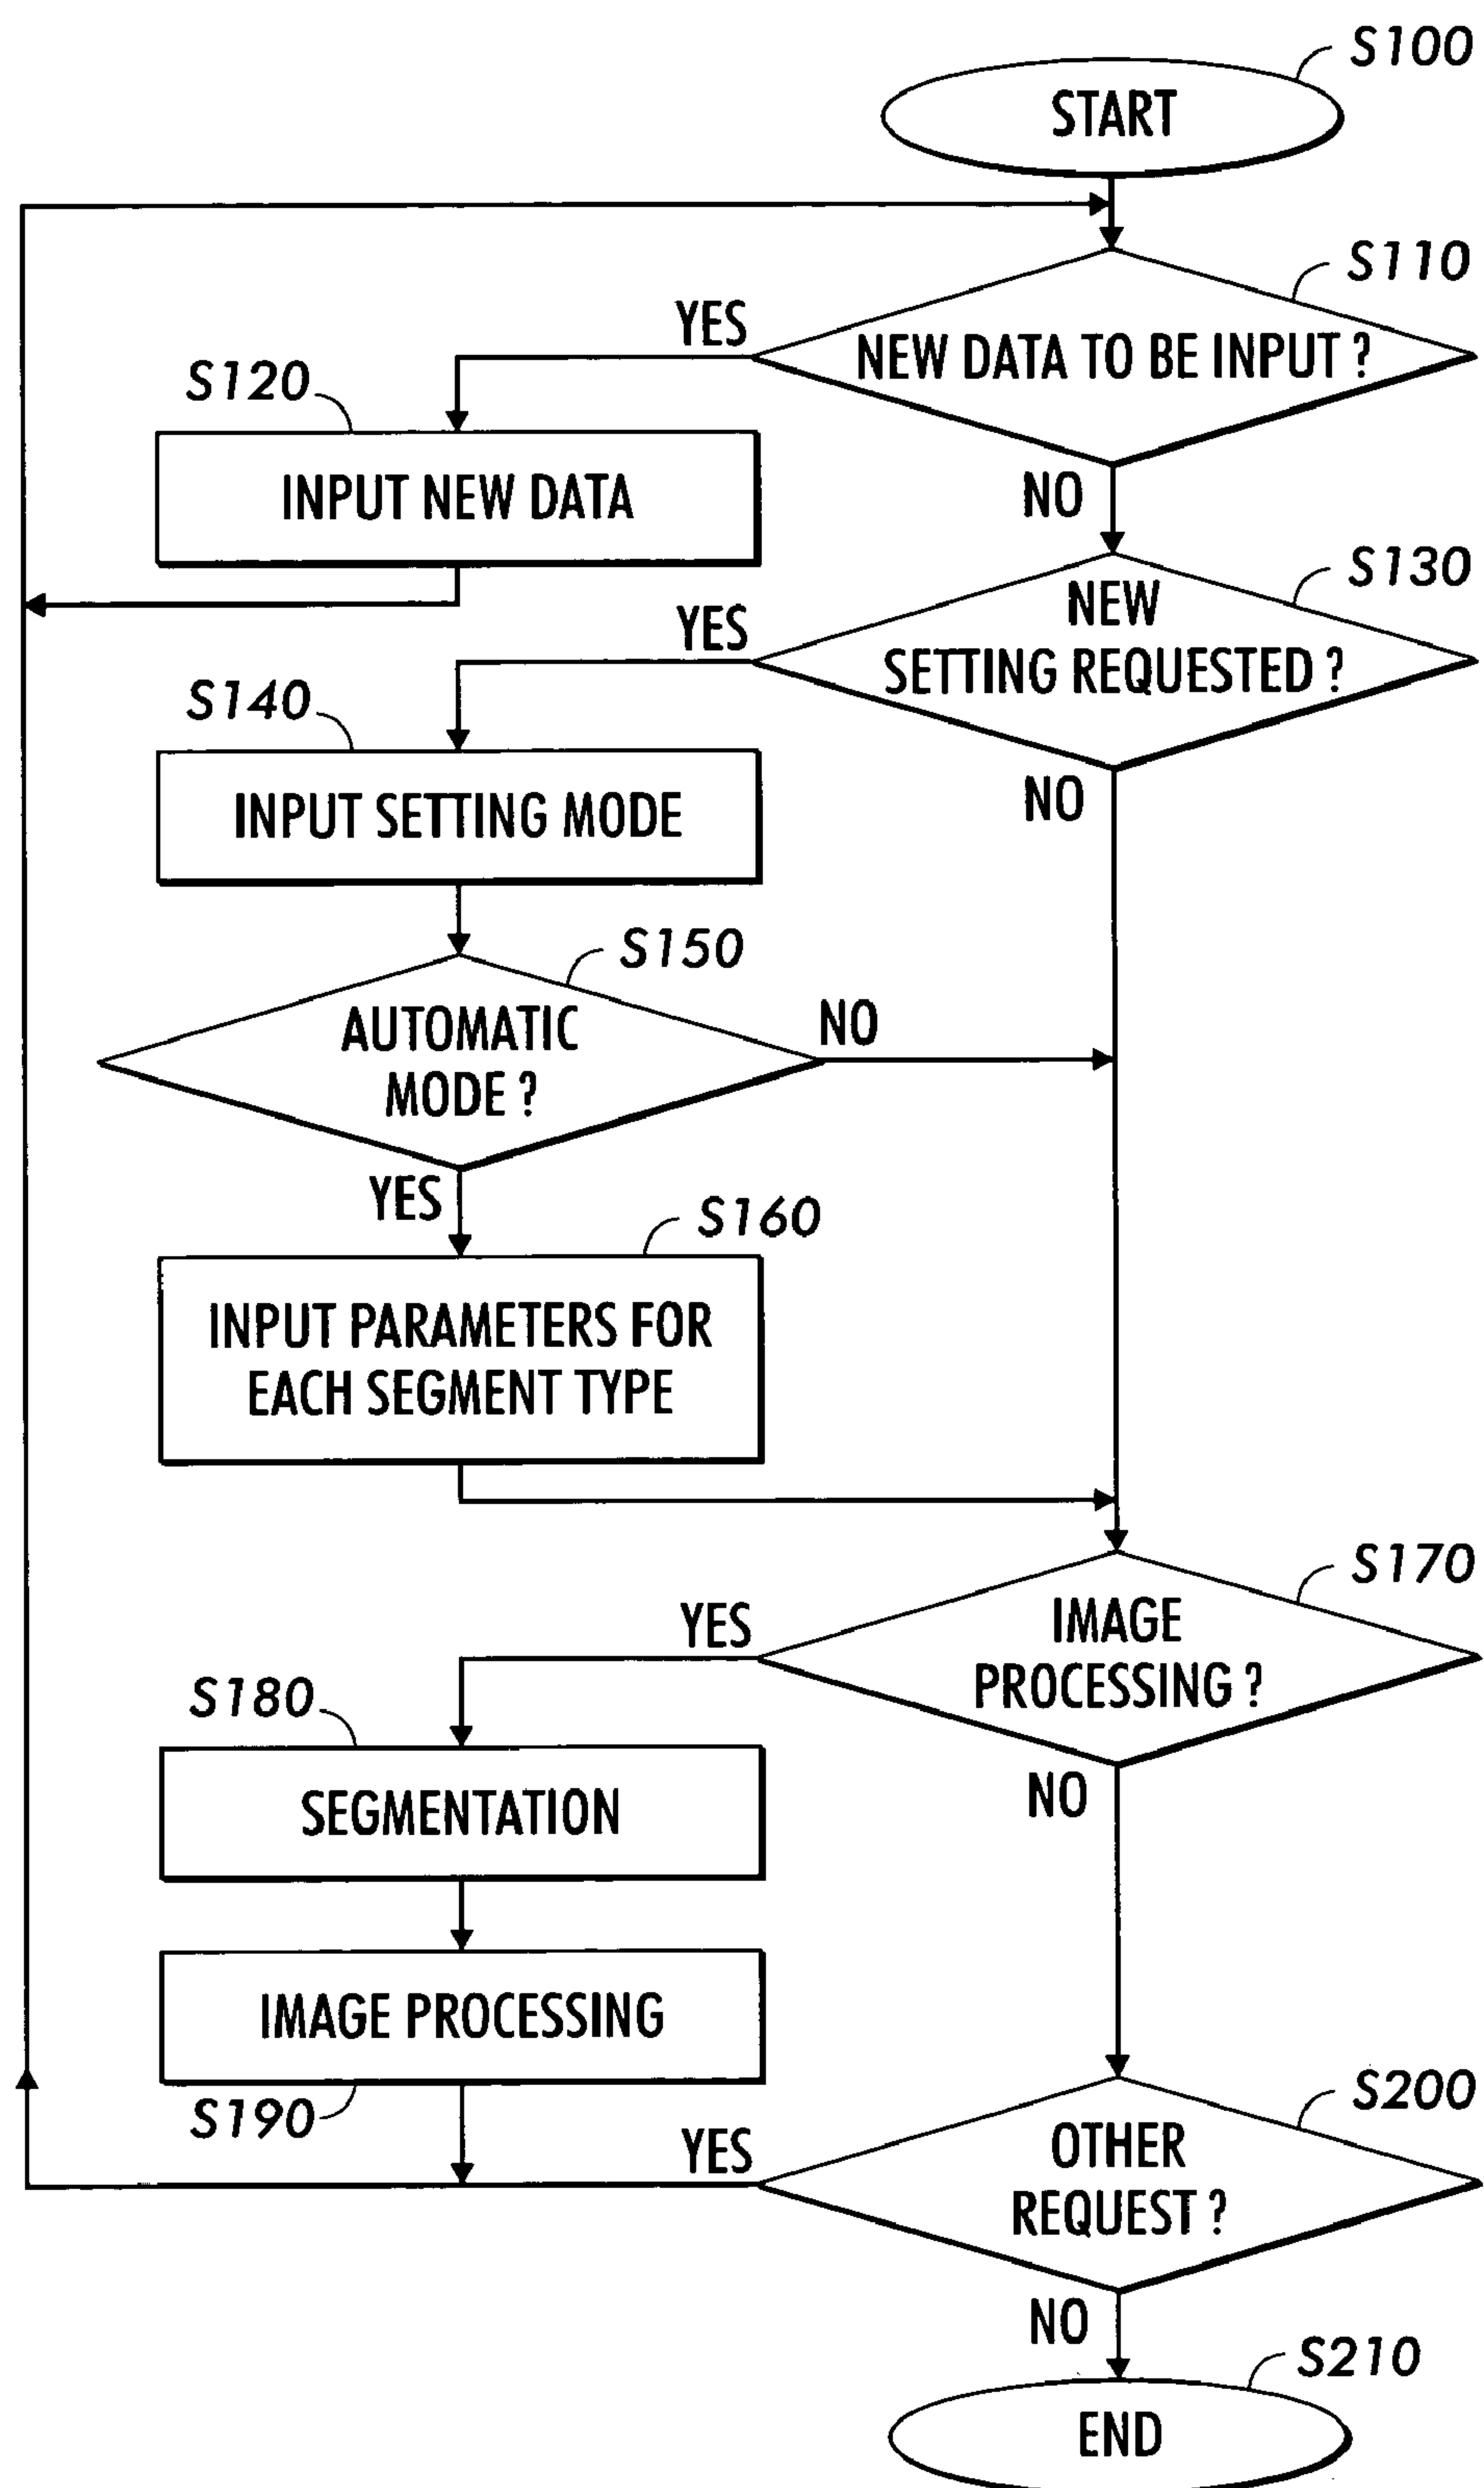 S100
START
S110
YES
NEW DATA TO BE INPUT ?
S120
INPUT NEW DATA
NO
S130
YES
NEW
SETTING REQUESTED ?
S140
INPUT SETTING MODE
NO
S150
AUTOMATIC
MODE ?
NO
YES
S160
INPUT PARAMETERS FOR
EACH SEGMENT TYPE
S170
YES
IMAGE
PROCESSING ?
S180
SEGMENTATION
NO
IMAGE PROCESSING
S190
S200
YES
OTHER
REQUEST ?
NO
S210
END